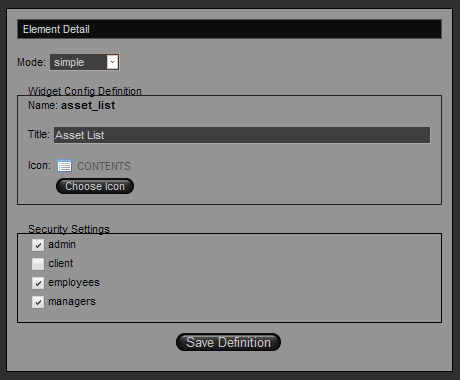 Element Detail
Mode: simple
Widget Config Definition
Name: asset_list
Title: Asset List
Icon: CONTENTS
Choose Icon
Security Settings
admin
client
employees
managers
Save Definition